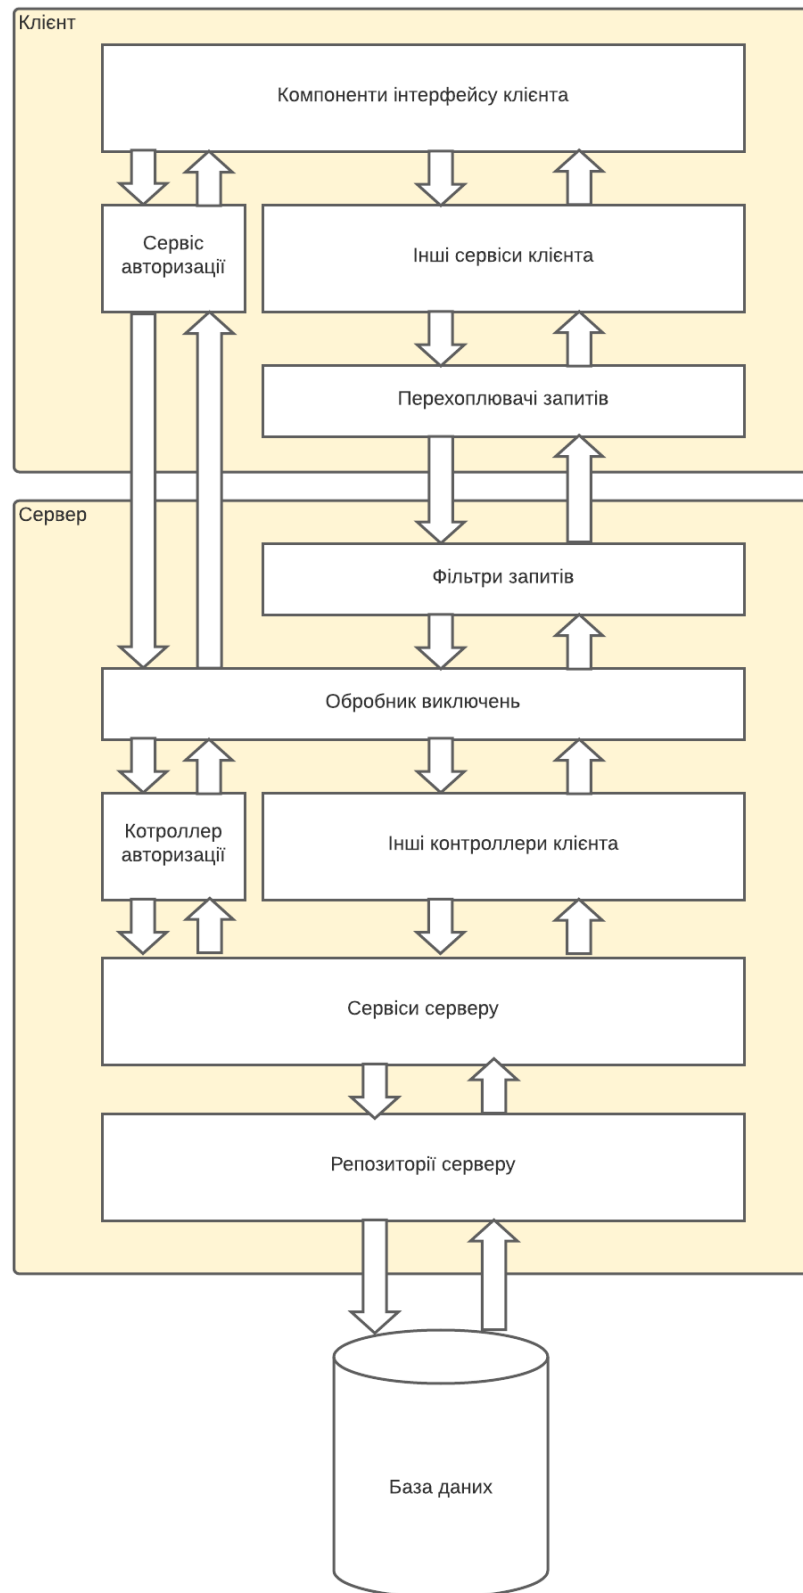 Клієнт
Компоненти інтерфейсу клієнта
Сервіс
авторизації
Інші сервіси клієнта
Перехоплювачі запитів
Сервер
Фільтри запитів
Обробник виключень
Котроллер
авторизації
Інші контроллери клієнта
Сервіси серверу
Репозиторії серверу
База даних